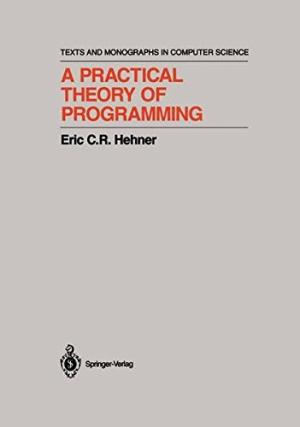 TEXTS AND MONOGRAPHS IN COMPUTER SCIENCE
A PRACTICAL
THEORY OF
PROGRAMMING
Eric C.R. Hehner
Springer-Verlag